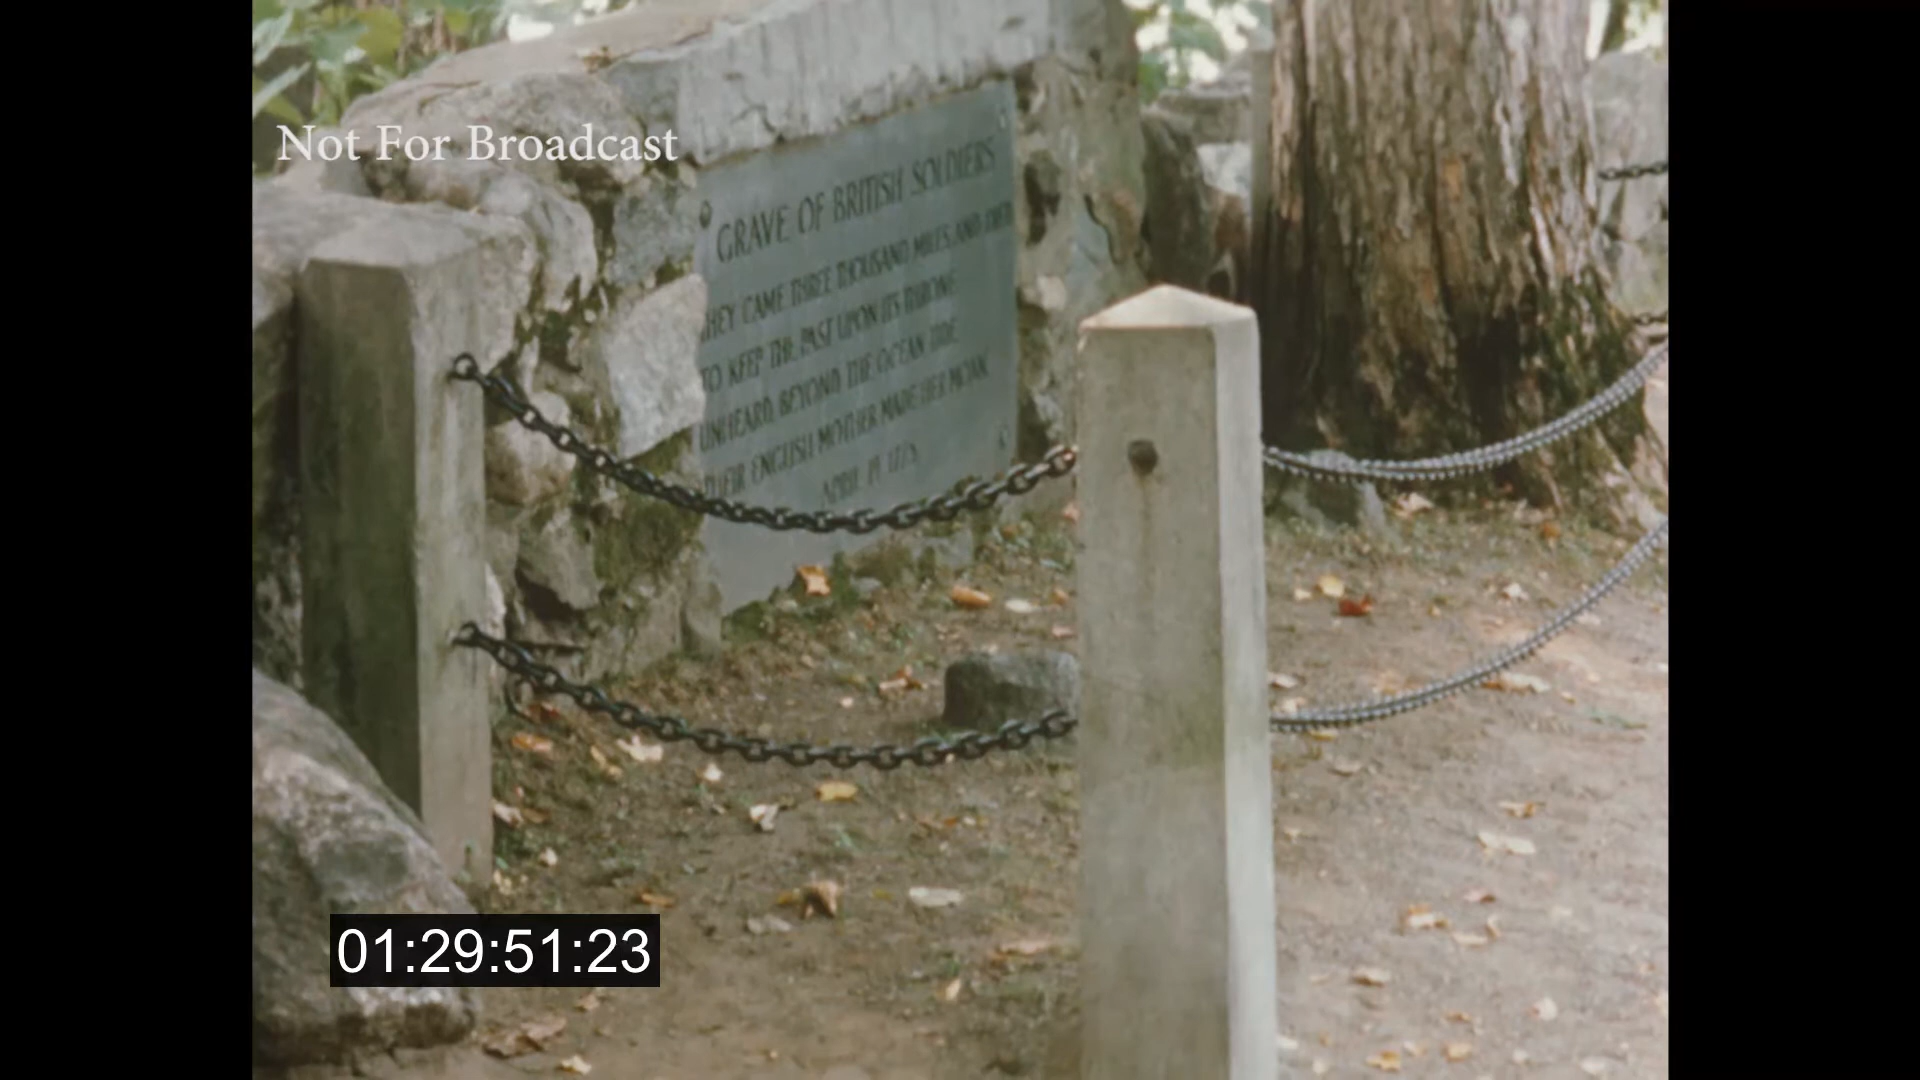 Not For Broadcast
GRAVE OF BRITISH SOLDIERS
THEY CAME THREE THOUSAND MILES AND DIED
TO KEEP THE PAST UPON ITS THRONE
UNHEARD, BEYOND THE OCEAN TIDE
THEIR ENGLISH MOTHER MADE HER MOAN
APRIL 19, 1775
01:29:51:23